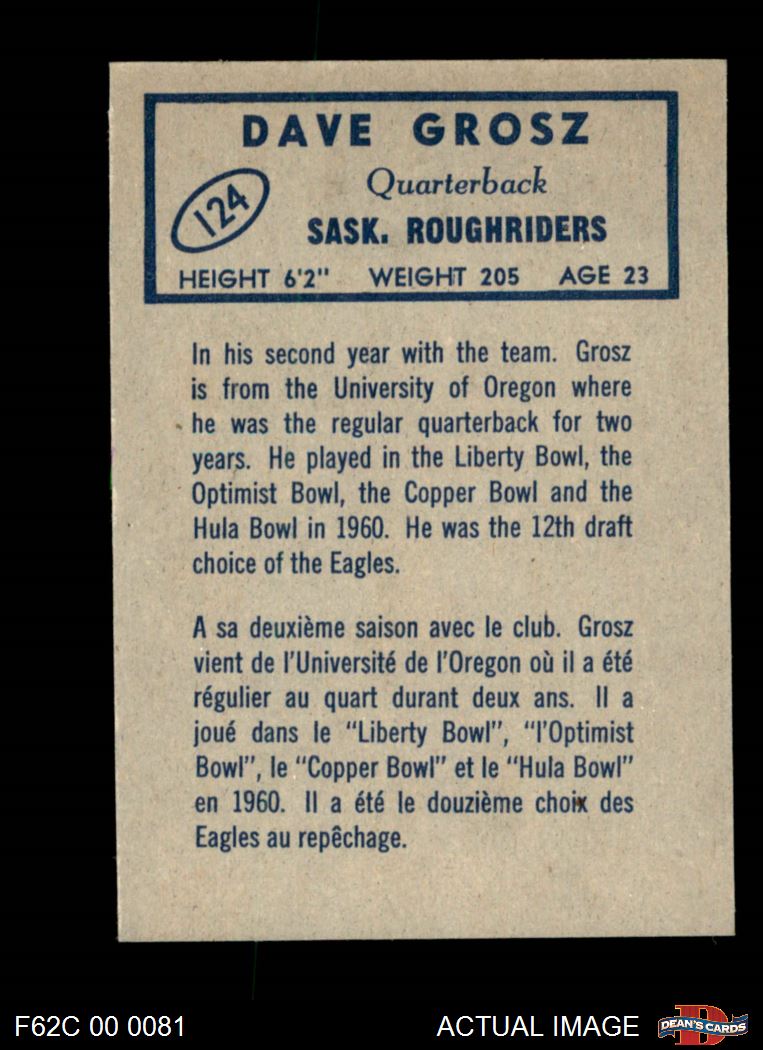 DAVE GROSZ
Quarterback
124
SASK. ROUGHRIDERS
HEIGHT 6'2" WEIGHT 205 AGE 23
In his second year with the team. Grosz
is from the University of Oregon where
he was the regular quarterback for two
years. He played in the Liberty Bowl, the
Optimist Bowl, the Copper Bowl and the
Hula Bowl in 1960. He was the 12th draft
choice of the Eagles.
A sa deuxième saison avec le club. Grosz
vient de l'Université de l'Oregon où il a été
régulier au quart durant deux ans. Il a
joué dans le "Liberty Bowl", "l'Optimist
Bowl", le "Copper Bowl" et le "Hula Bowl"
en 1960. Il a été le douzième choix des
Eagles au repêchage.
F62C 00 0081 ACTUAL IMAGE DEAN'S CARDS